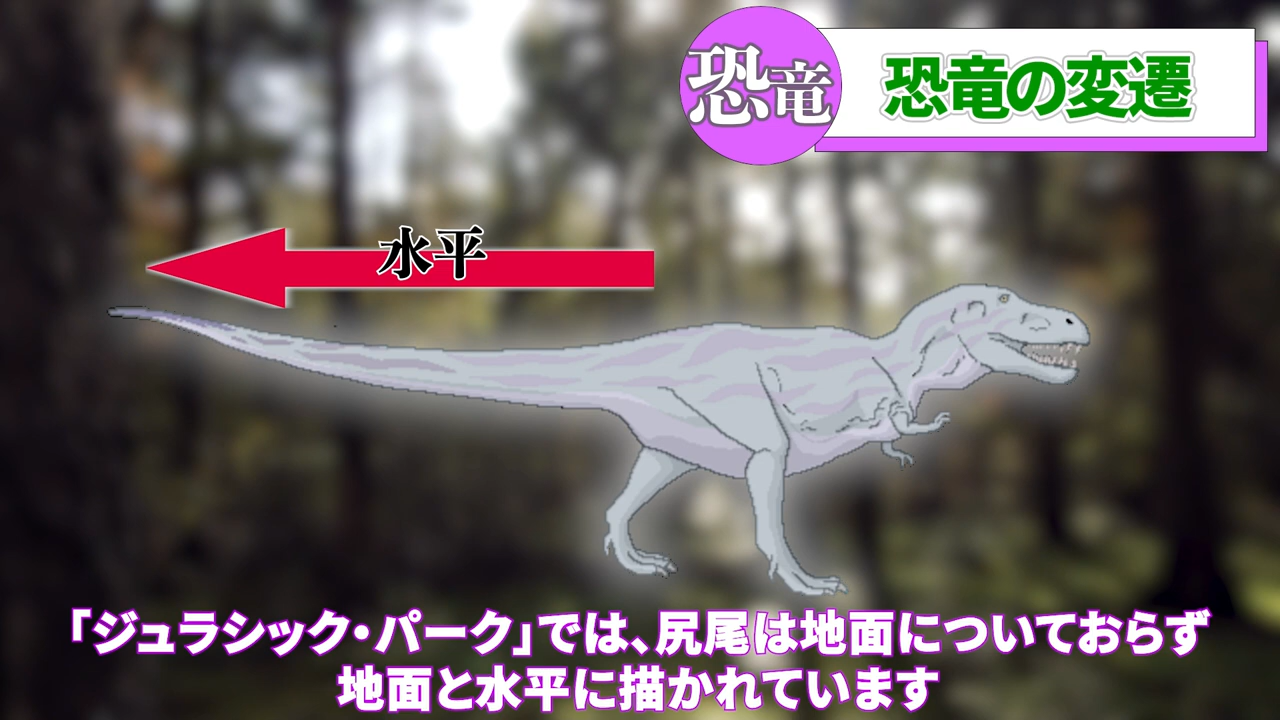 恐竜
恐竜の変遷
水平
「ジュラシック・パーク」では、尻尾は地面についておらず
地面と水平に描かれています